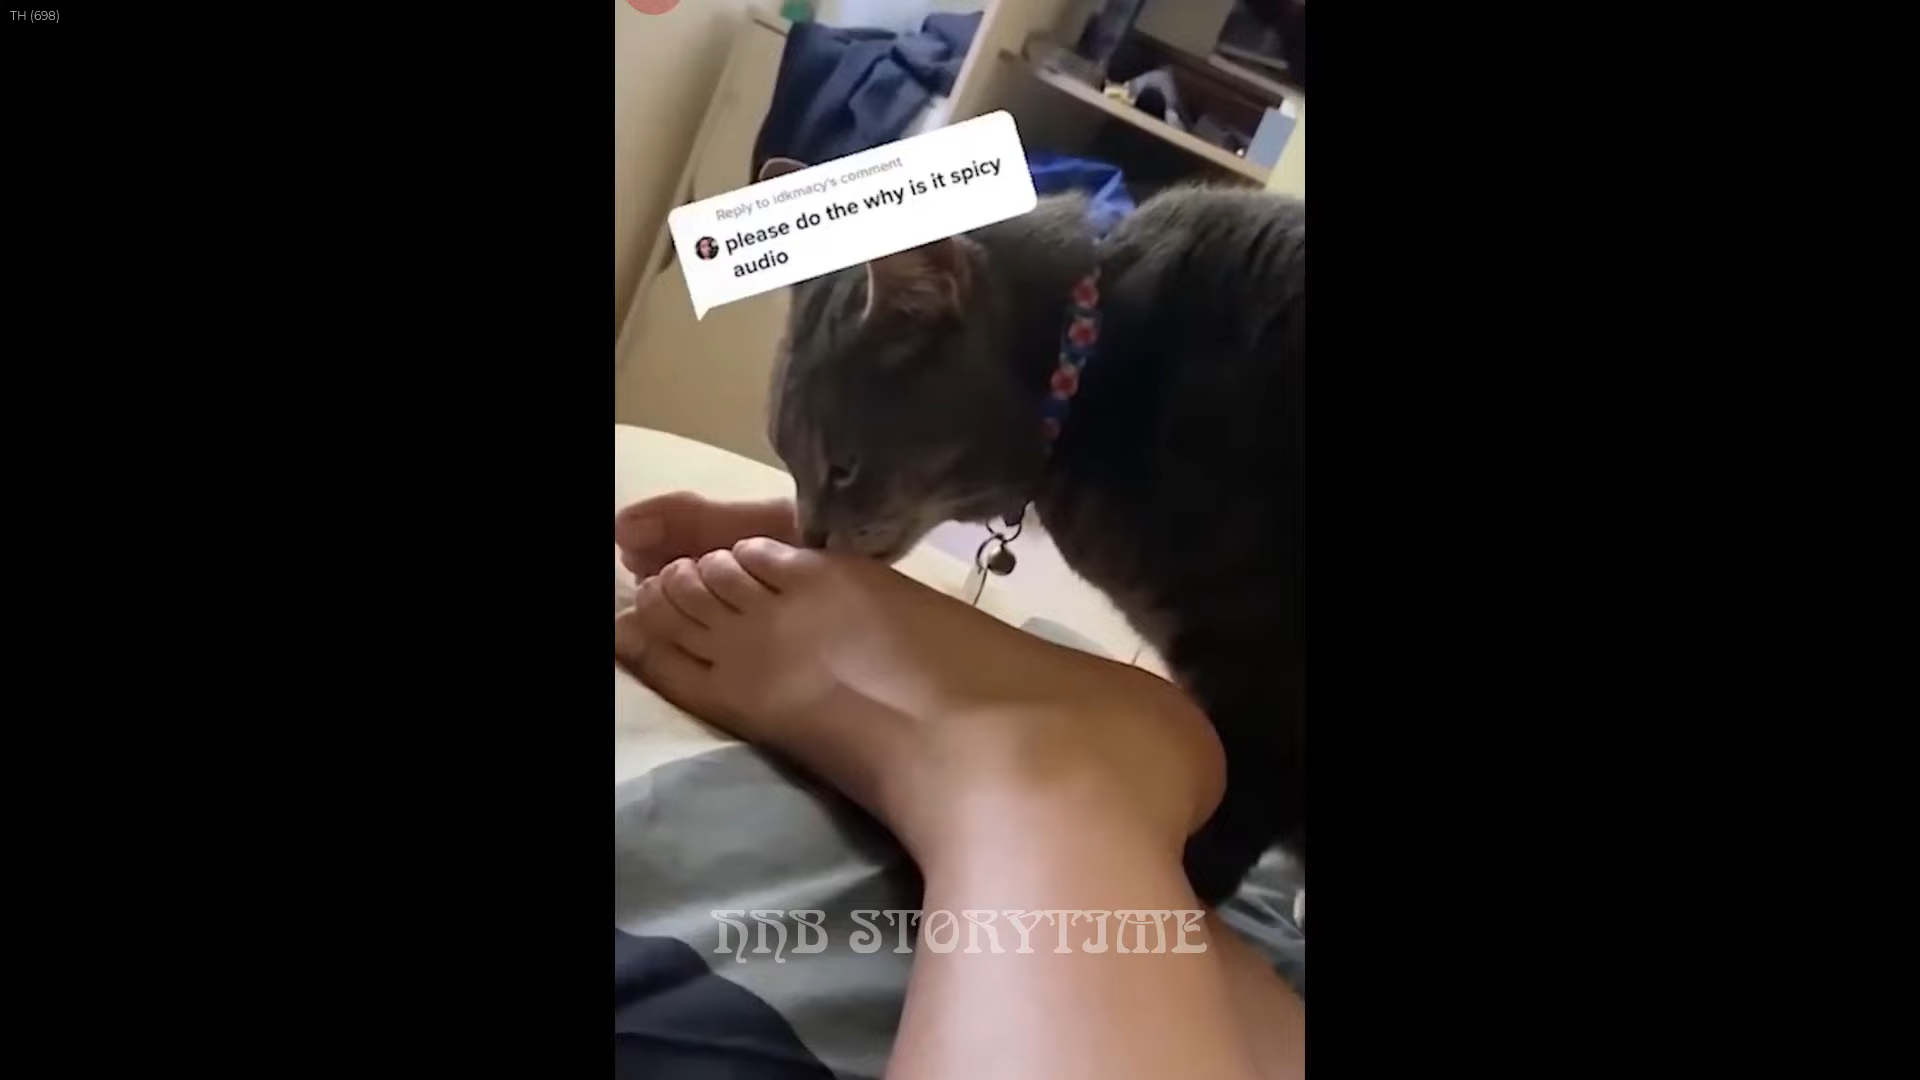 TH (698)
Reply to idkmacy's comment
please do the why is it spicy
audio
HHB STORYTIME